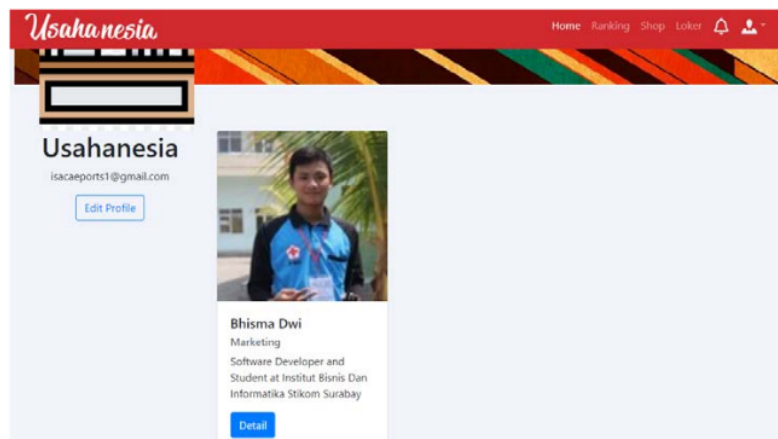 Usahanesia
Home Ranking Shop Loker
Usahanesia
isacaeports1@gmail.com
Edit Profile
Bhisma Dwi
Marketing
Software Developer and
Student at Institut Bisnis Dan
Informatika Stikom Surabay
Detail